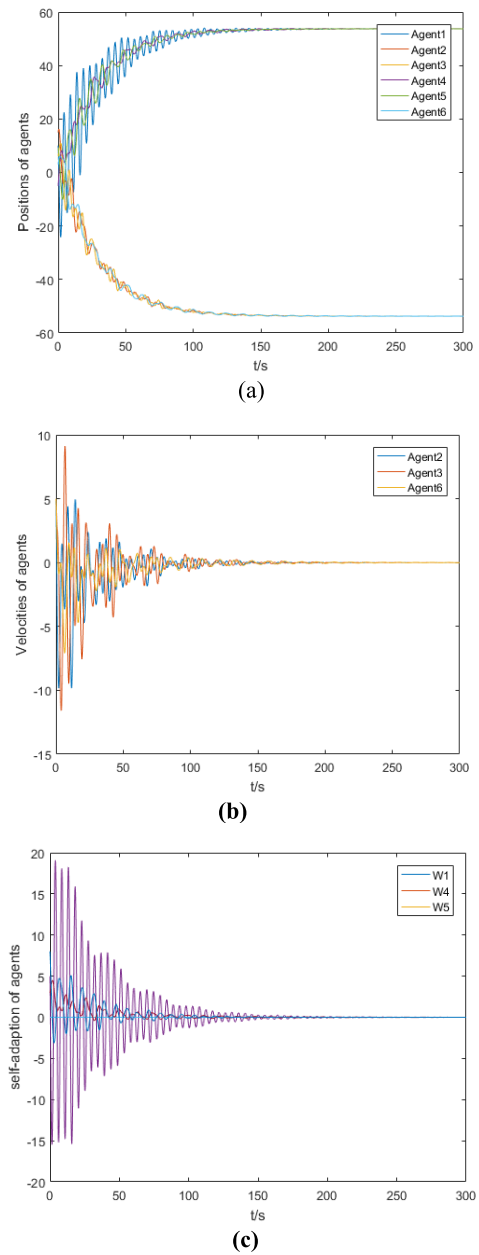 60
40
20
0
-20
-40
-60
Positions of agents
Agent1
Agent2
Agent3
Agent4
Agent5
Agent6
0 50 100 150 200 250 300
t/s
(a)
10
5
0
-5
-10
-15
Velocities of agents
Agent2
Agent3
Agent6
0 50 100 150 200 250 300
t/s
(b)
20
15
10
5
0
-5
-10
-15
-20
self-adaption of agents
W1
W4
W5
0 50 100 150 200 250 300
t/s
(c)